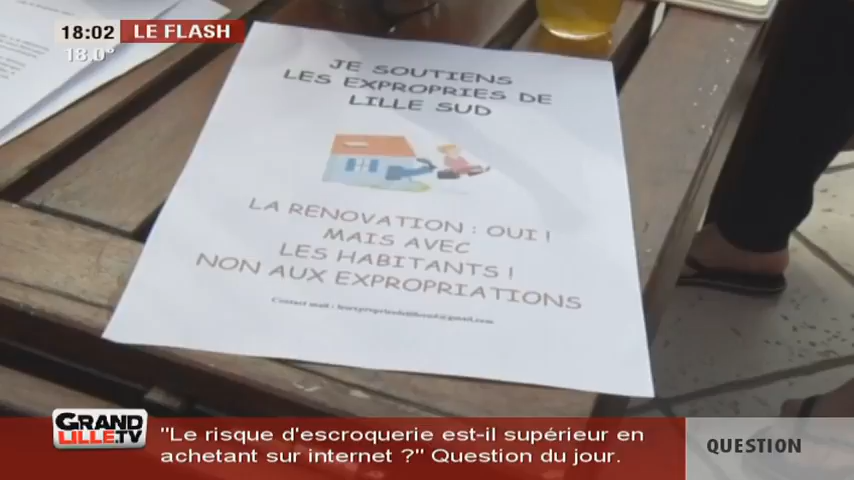 18:02 LE FLASH
18.0°
JE SOUTIENS
LES EXPROPRIES DE
LILLE SUD
LA RENOVATION : OUI !
MAIS AVEC
LES HABITANTS !
NON AUX EXPROPRIATIONS
Contact mail :
GRAND
LILLE.TV
"Le risque d'escroquerie est-il supérieur en
achetant sur internet ?" Question du jour.
QUESTION